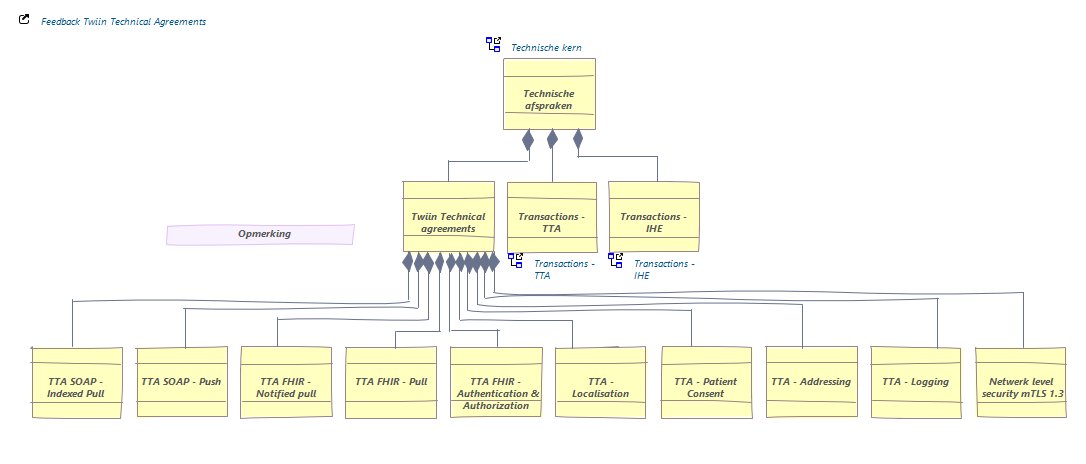 Feedback Twiin Technical Agreements
Technische kern
Technische
afspraken
Twiin Technical
agreements
Transactions -
TTA
Transactions -
IHE
Opmerking
Transactions -
TTA
Transactions -
IHE
TTA SOAP -
Indexed Pull
TTA SOAP - Push
TTA FHIR -
Notified pull
TTA FHIR - Pull
TTA FHIR -
Authentication &
Authorization
TTA -
Localisation
TTA - Patient
Consent
TTA - Addressing
TTA - Logging
Netwerk level
security mTLS 1.3